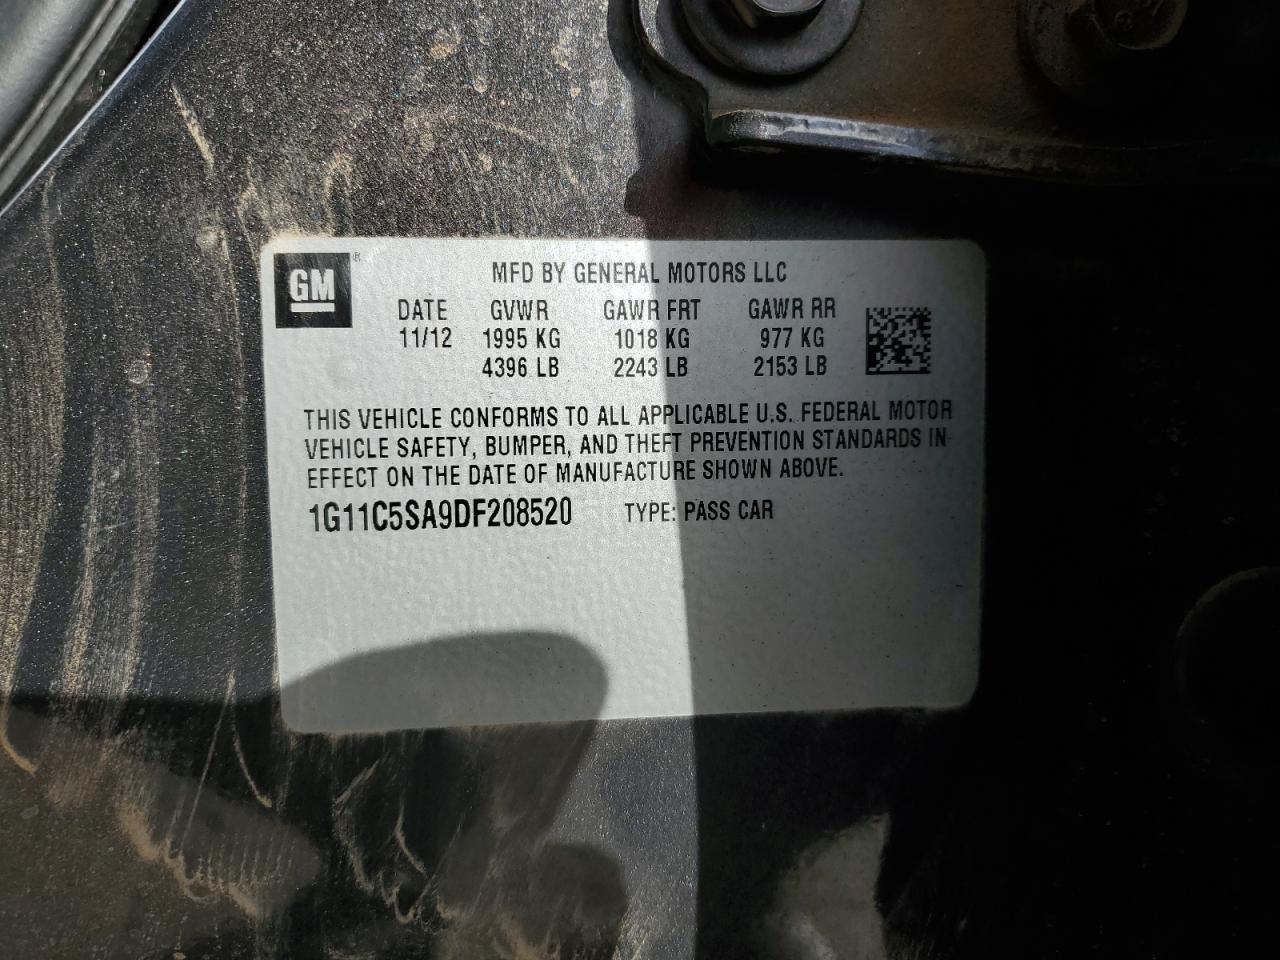 GM ®
MFD BY GENERAL MOTORS LLC
DATE GVWR GAWR FRT GAWR RR
11/12 1995 KG 1018 KG 977 KG
4396 LB 2243 LB 2153 LB
THIS VEHICLE CONFORMS TO ALL APPLICABLE U.S. FEDERAL MOTOR
VEHICLE SAFETY, BUMPER, AND THEFT PREVENTION STANDARDS IN
EFFECT ON THE DATE OF MANUFACTURE SHOWN ABOVE.
1G11C5SA9DF208520 TYPE: PASS CAR